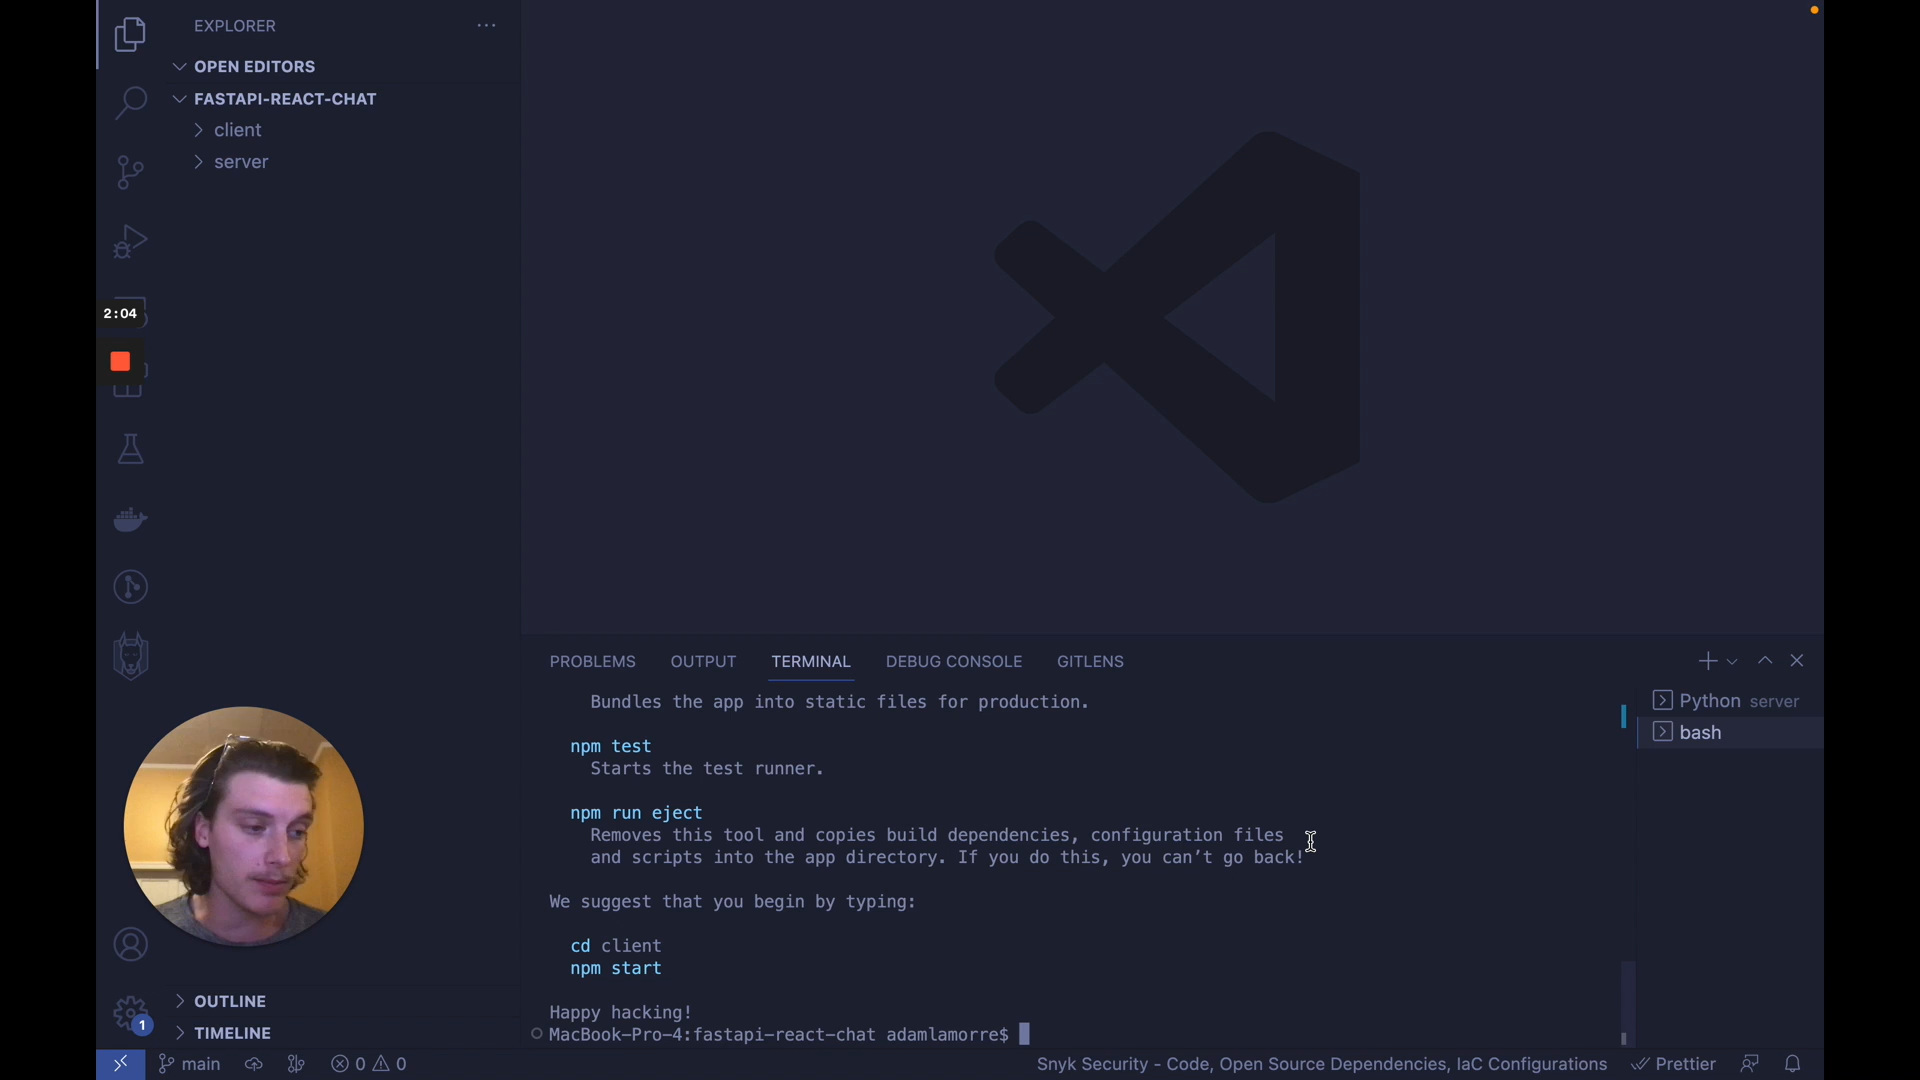 EXPLORER
OPEN EDITORS
FASTAPI-REACT-CHAT
client
server
2:04
PROBLEMS OUTPUT TERMINAL DEBUG CONSOLE GITLENS
Bundles the app into static files for production.
npm test
Starts the test runner.
npm run eject
Removes this tool and copies build dependencies, configuration files
and scripts into the app directory. If you do this, you can’t go back!
We suggest that you begin by typing:
cd client
npm start
Happy hacking!
MacBook-Pro-4:fastapi-react-chat adamlamorre$
Python server
bash
1
OUTLINE
TIMELINE
main 0 0 Snyk Security - Code, Open Source Dependencies, IaC Configurations Prettier